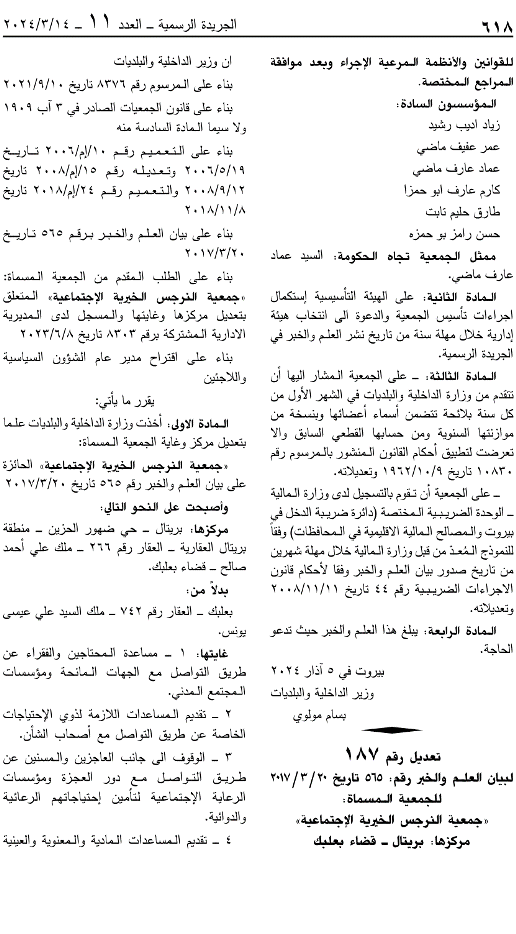 ٦١٨
الجريدة الرسمية ــ العدد ١١ ــ ٢٠٢٤/٣/١٤
للقوانين والأنظمة المرعية الإجراء وبعد موافقة
المراجع المختصة.
المؤسسون السادة:
زياد اديب رشيد
عمر عفيف ماضي
عماد عارف ماضي
كارم عارف ابو حمزا
طارق حليم ثابت
حسن رامز بو حمزه
ممثل الجمعية تجاه الحكومة: السيد عماد
عارف ماضي.
المادة الثانية: على الهيئة التأسيسية إستكمال
اجراءات تأسيس الجمعية والدعوة الى انتخاب هيئة
إدارية خلال مهلة سنة من تاريخ نشر العلم والخبر في
الجريدة الرسمية.
المادة الثالثة: ــ على الجمعية المشار اليها أن
تتقدم من وزارة الداخلية والبلديات في الشهر الأول من
كل سنة بلائحة تتضمن أسماء أعضائها وبنسخة من
موازنتها السنوية ومن حسابها القطعي السابق والا
تعرضت لتطبيق أحكام القانون المنشور بالمرسوم رقم
١٠٨٣٠ تاريخ ١٩٦٢/١٠/٩ وتعديلاته.
ــ على الجمعية أن تـقوم بالتسجيل لدى وزارة المالية
ــ الوحدة الضريبية المختصة (دائرة ضريبة الدخل في
بيروت والمصالح المالية الاقليمية في المحافظات) وفقاً
للنموذج المُعدّ من قبل وزارة المالية خلال مهلة شهرين
من تاريخ صدور بيان العلم والخبر وفقا لأحكام قانون
الاجراءات الضريبية رقم ٤٤ تاريخ ٢٠٠٨/١١/١١
وتعديلاته.
المادة الرابعة: يبلغ هذا العلم والخبر حيث تدعو
الحاجة.
بيروت في ٥ آذار ٢٠٢٤
وزير الداخلية والبلديات
بسام مولوي
تعديل رقم ١٨٧
لبيان العلم والخبر رقم: ٥٦٥ تاريخ ٢٠١٧/٣/٢٠
للجمعية المسماة:
«جمعية النرجس الخيرية الإجتماعية»
مركزها: بريتال ــ قضاء بعلبك
ان وزير الداخلية والبلديات
بناء على المرسوم رقم ٨٣٧٦ تاريخ ٢٠٢١/٩/١٠
بناء على قانون الجمعيات الصادر في ٣ آب ١٩٠٩
ولا سيما المادة السادسة منه
بناء على التعميم رقم ١٠/إم/٢٠٠٦ تاريخ
٢٠٠٦/٥/١٩ وتعديله رقم ١٥/إم/٢٠٠٨ تاريخ
٢٠٠٨/٩/١٢ والتعميم رقم ٢٤/إم/٢٠١٨ تاريخ
٢٠١٨/١١/٨
بناء على بيان العلم والخبر برقم ٥٦٥ تاريخ
٢٠١٧/٣/٢٠
بناء على الطلب المقدم من الجمعية المسماة:
«جمعية النرجس الخيرية الإجتماعية» المتعلق
بتعديل مركزها وغايتها والمسجل لدى المديرية
الادارية المشتركة برقم ٨٣٠٣ تاريخ ٢٠٢٣/٦/٨
بناء على اقتراح مدير عام الشؤون السياسية
واللاجئين
يقرر ما يأتي:
المادة الاولى: أخذت وزارة الداخلية والبلديات علما
بتعديل مركز وغاية الجمعية المسماة:
«جمعية النرجس الخيرية الإجتماعية» الحائزة
على بيان العلم والخبر رقم ٥٦٥ تاريخ ٢٠١٧/٣/٢٠
وأصبحت على النحو التالي:
مركزها: بريتال ــ حي ضهور الحزين ــ منطقة
بريتال العقارية ــ العقار رقم ٢٦٦ ــ ملك علي أحمد
صالح ــ قضاء بعلبك.
بدلاً من:
بعلبك ــ العقار رقم ٧٤٢ ــ ملك السيد علي عيسى
يونس.
غايتها: ١ ــ مساعدة المحتاجين والفقراء عن
طريق التواصل مع الجهات المانحة ومؤسسات
المجتمع المدني.
٢ ــ تقديم المساعدات اللازمة لذوي الإحتياجات
الخاصة عن طريق التواصل مع أصحاب الشأن.
٣ ــ الوقوف الى جانب العاجزين والمسنين عن
طريق التواصل مع دور العجزة ومؤسسات
الرعاية الإجتماعية لتأمين إحتياجاتهم الرعائية
والدوائية.
٤ ــ تقديم المساعدات المادية والمعنوية والعينية